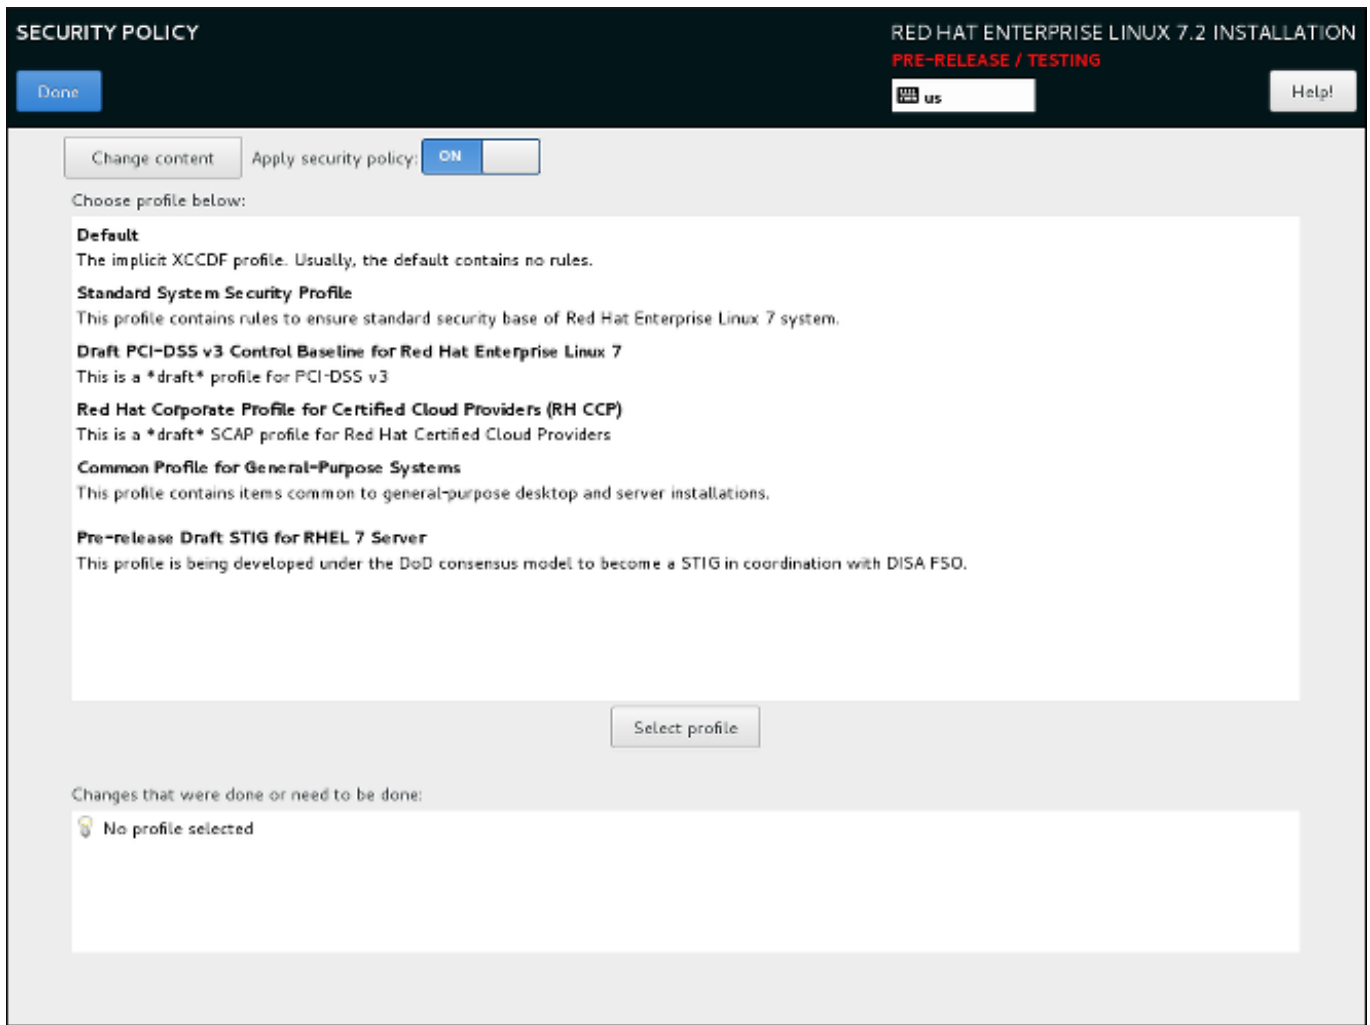 SECURITY POLICY
RED HAT ENTERPRISE LINUX 7.2 INSTALLATION
PRE-RELEASE / TESTING
Done
us
Help!
Change content
Apply security policy:
ON
Choose profile below:
Default
The implicit XCCDF profile. Usually, the default contains no rules.
Standard System Security Profile
This profile contains rules to ensure standard security base of Red Hat Enterprise Linux 7 system.
Draft PCI-DSS v3 Control Baseline for Red Hat Enterprise Linux 7
This is a *draft* profile for PCI-DSS v3
Red Hat Corporate Profile for Certified Cloud Providers (RH CCP)
This is a *draft* SCAP profile for Red Hat Certified Cloud Providers
Common Profile for General-Purpose Systems
This profile contains items common to general-purpose desktop and server installations.
Pre-release Draft STIG for RHEL 7 Server
This profile is being developed under the DoD consensus model to become a STIG in coordination with DISA FSO.
Select profile
Changes that were done or need to be done:
No profile selected